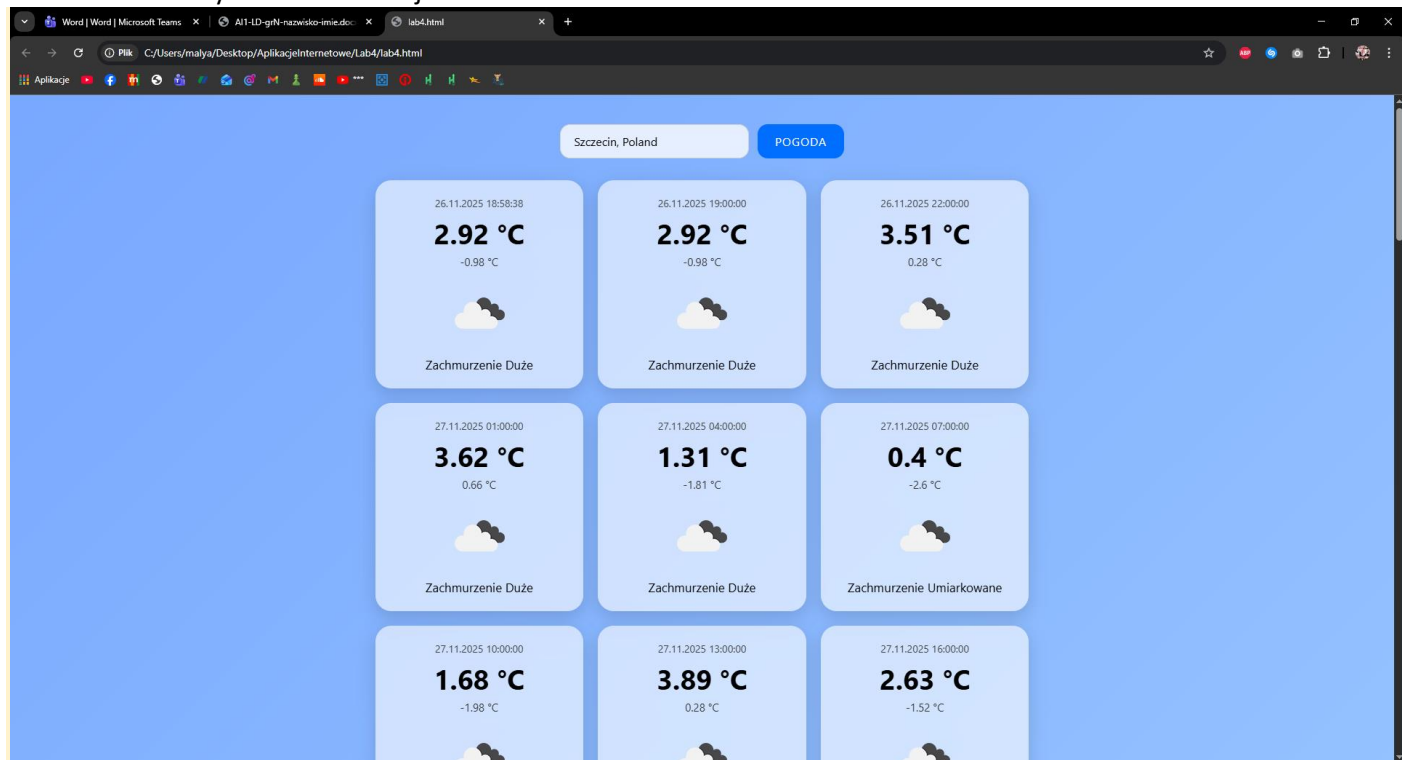 Word | Word | Microsoft Teams
AI1-LD-grN-nazwisko-imie.doc
lab4.html
Plik C:/Users/malya/Desktop/AplikacjeInternetowe/Lab4/lab4.html
ABP
Aplikacje
Szczecin, Poland POGODA
26.11.2025 18:58:38 26.11.2025 19:00:00 26.11.2025 22:00:00
2.92 °C 2.92 °C 3.51 °C
-0.98 °C -0.98 °C 0.28 °C
Zachmurzenie Duże Zachmurzenie Duże Zachmurzenie Duże
27.11.2025 01:00:00 27.11.2025 04:00:00 27.11.2025 07:00:00
3.62 °C 1.31 °C 0.4 °C
0.66 °C -1.81 °C -2.6 °C
Zachmurzenie Duże Zachmurzenie Duże Zachmurzenie Umiarkowane
27.11.2025 10:00:00 27.11.2025 13:00:00 27.11.2025 16:00:00
1.68 °C 3.89 °C 2.63 °C
-1.98 °C 0.28 °C -1.52 °C